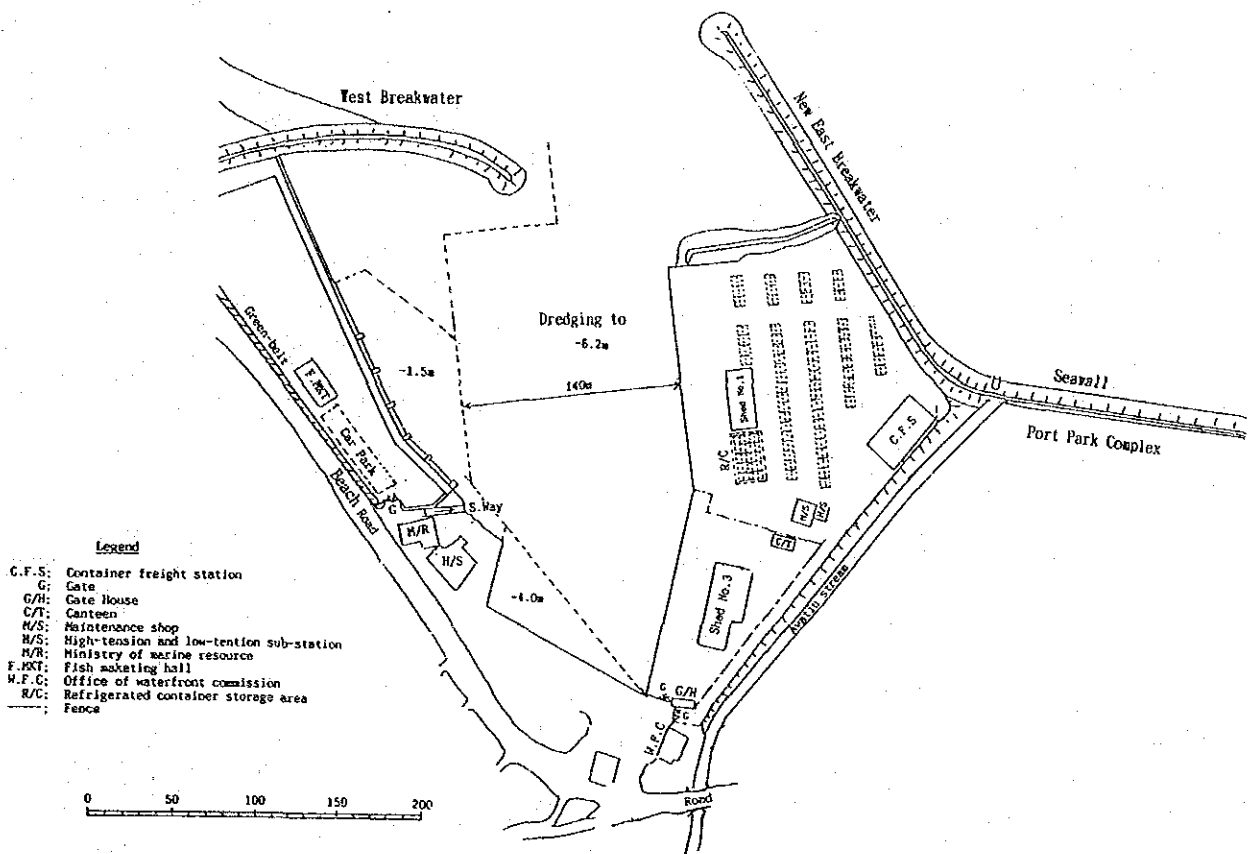 West Breakwater
New East Breakwater
Dredging to
-6.2m
Green-belt
F.MKT
-1.5m
140m
Shed No.1
Seawall
Car
Park
R/C
C.F.S
Port Park Complex
Beach Road
G
S.Way
M/S
H/S
M/R
C/T
H/S
Legend
C.F.S; Container freight station
G; Gate
G/H; Gate House
C/T; Canteen
M/S; Maintenance shop
H/S; High-tension and low-tention sub-station
M/R; Ministry of marine resource
F.MKT; Fish maketing hall
W.F.C; Office of waterfront commission
R/C; Refrigerated container storage area
; Fence
-4.0m
Shed No.3
Avatiu Stream
G
G/H
G
W.F.C
Road
0 50 100 150 200